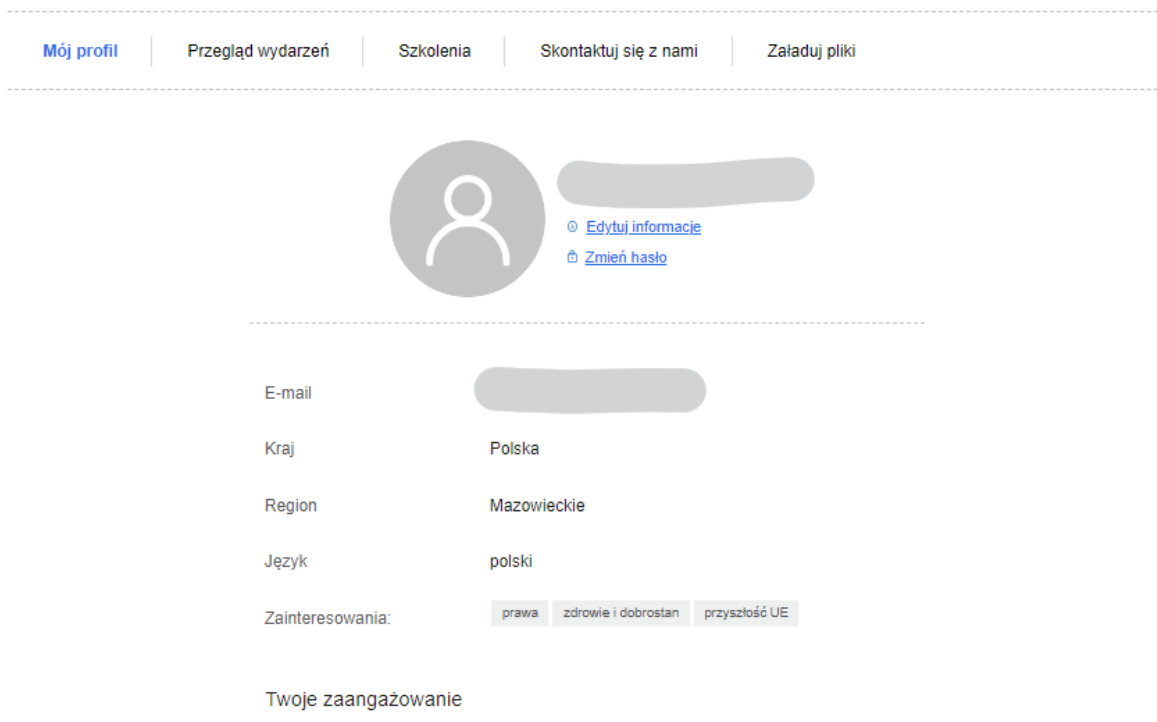 Mój profil Przegląd wydarzeń Szkolenia Skontaktuj się z nami Załaduj pliki
Edytuj informacje
Zmień hasło
E-mail
Kraj Polska
Region Mazowieckie
Język polski
Zainteresowania: prawa zdrowie i dobrostan przyszłość UE
Twoje zaangażowanie